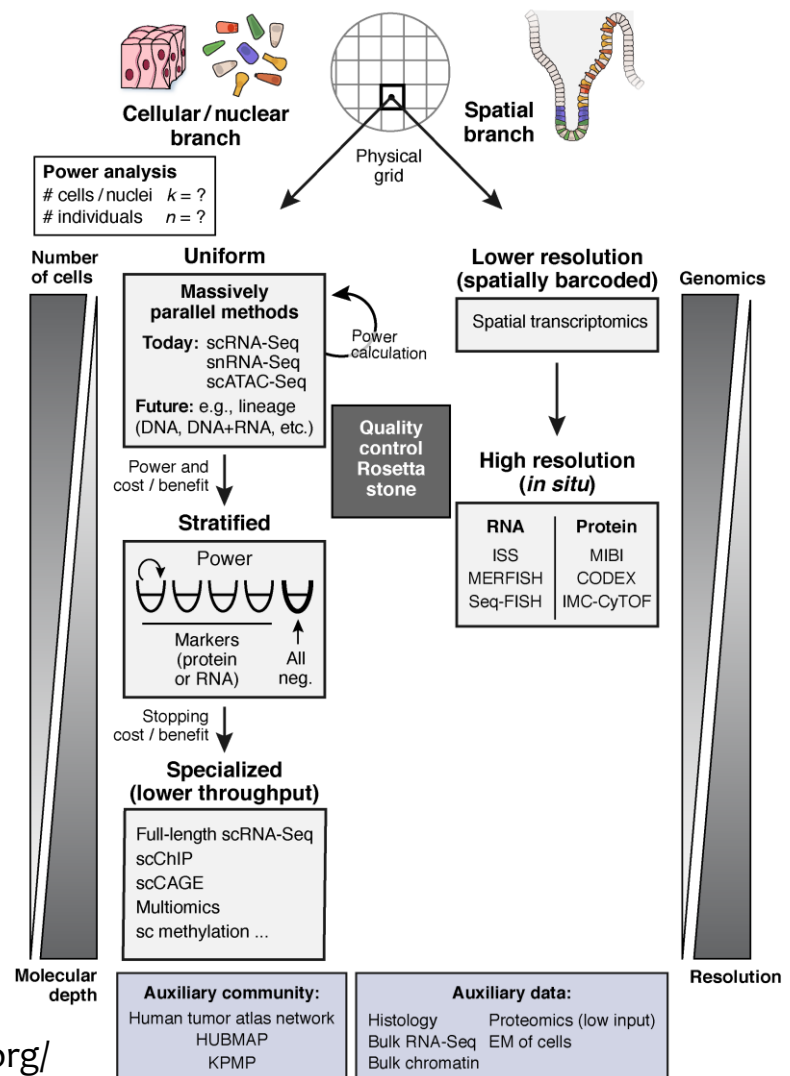 Cellular / nuclear
branch
Spatial
branch
Physical
grid
Power analysis
# cells / nuclei k = ?
# individuals n = ?
Number
of cells
Uniform
Massively
parallel methods
Today: scRNA-Seq
snRNA-Seq
scATAC-Seq
Future: e.g., lineage
(DNA, DNA+RNA, etc.)
Power
calculation
Power and
cost / benefit
Stratified
Power
Markers
(protein
or RNA)
All
neg.
Stopping
cost / benefit
Specialized
(lower throughput)
Full-length scRNA-Seq
scChIP
scCAGE
Multiomics
sc methylation ...
Molecular
depth
Quality
control
Rosetta
stone
Lower resolution
(spatially barcoded)
Spatial transcriptomics
High resolution
(in situ)
RNA
ISS
MERFISH
Seq-FISH
Protein
MIBI
CODEX
IMC-CyTOF
Genomics
Resolution
Auxiliary community:
Human tumor atlas network
HUBMAP
KPMP
Auxiliary data:
Histology
Bulk RNA-Seq
Bulk chromatin
Proteomics (low input)
EM of cells
org/